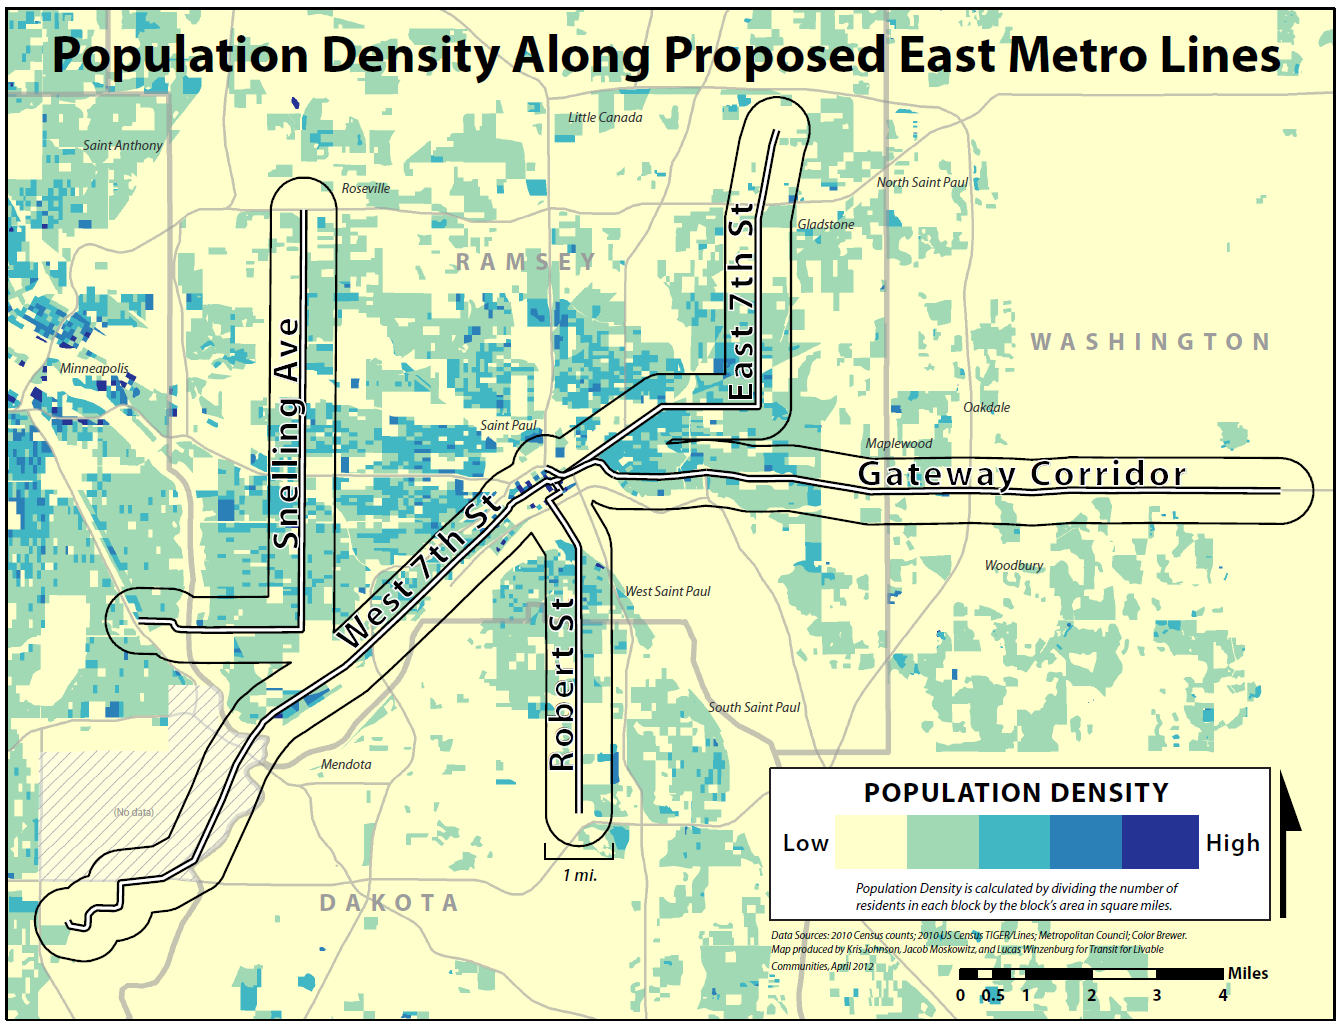 Population Density Along Proposed East Metro Lines
Little Canada
Saint Anthony
Roseville
North Saint Paul
Gladstone
RAMSEY
East 7th St
WASHINGTON
Snelling Ave
Minneapolis
Oakdale
Saint Paul
Maplewood
Gateway Corridor
West 7th St
Woodbury
West Saint Paul
Robert St
South Saint Paul
Mendota
(No data)
1 mi.
DAKOTA
POPULATION DENSITY
Low
High
Population Density is calculated by dividing the number of
residents in each block by the block's area in square miles.
Data Sources: 2010 Census counts; 2010 US Census TIGER/Lines; Metropolitan Council; Color Brewer.
Map produced by Kris Johnson, Jacob Moskowitz, and Lucas Winzenburg for Transit for Livable
Communities, April 2012
Miles
0 0.5 1 2 3 4